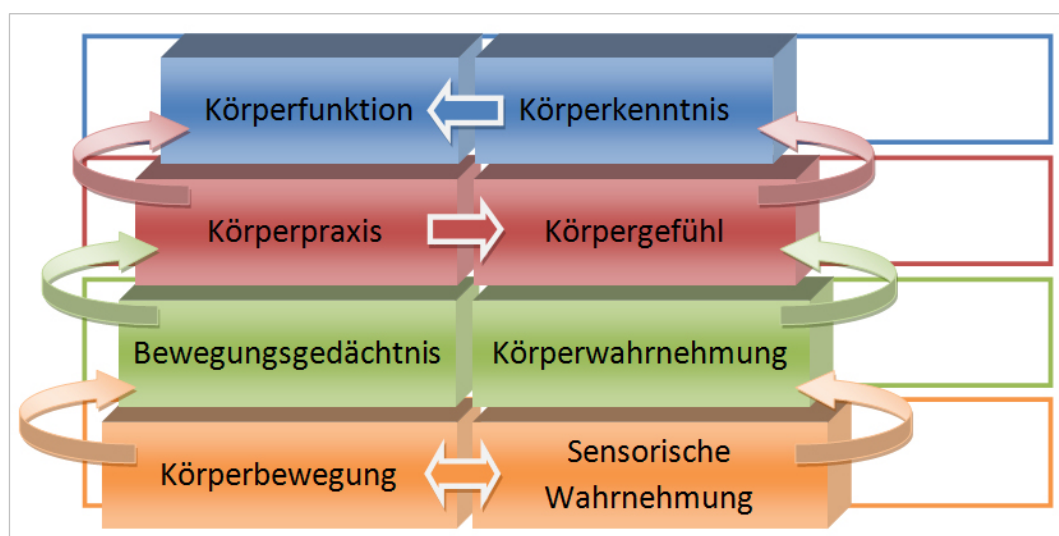 Körperfunktion
Körperkenntnis
Körperpraxis
Körpergefühl
Bewegungsgedächtnis
Körperwahrnehmung
Körperbewegung
Sensorische
Wahrnehmung